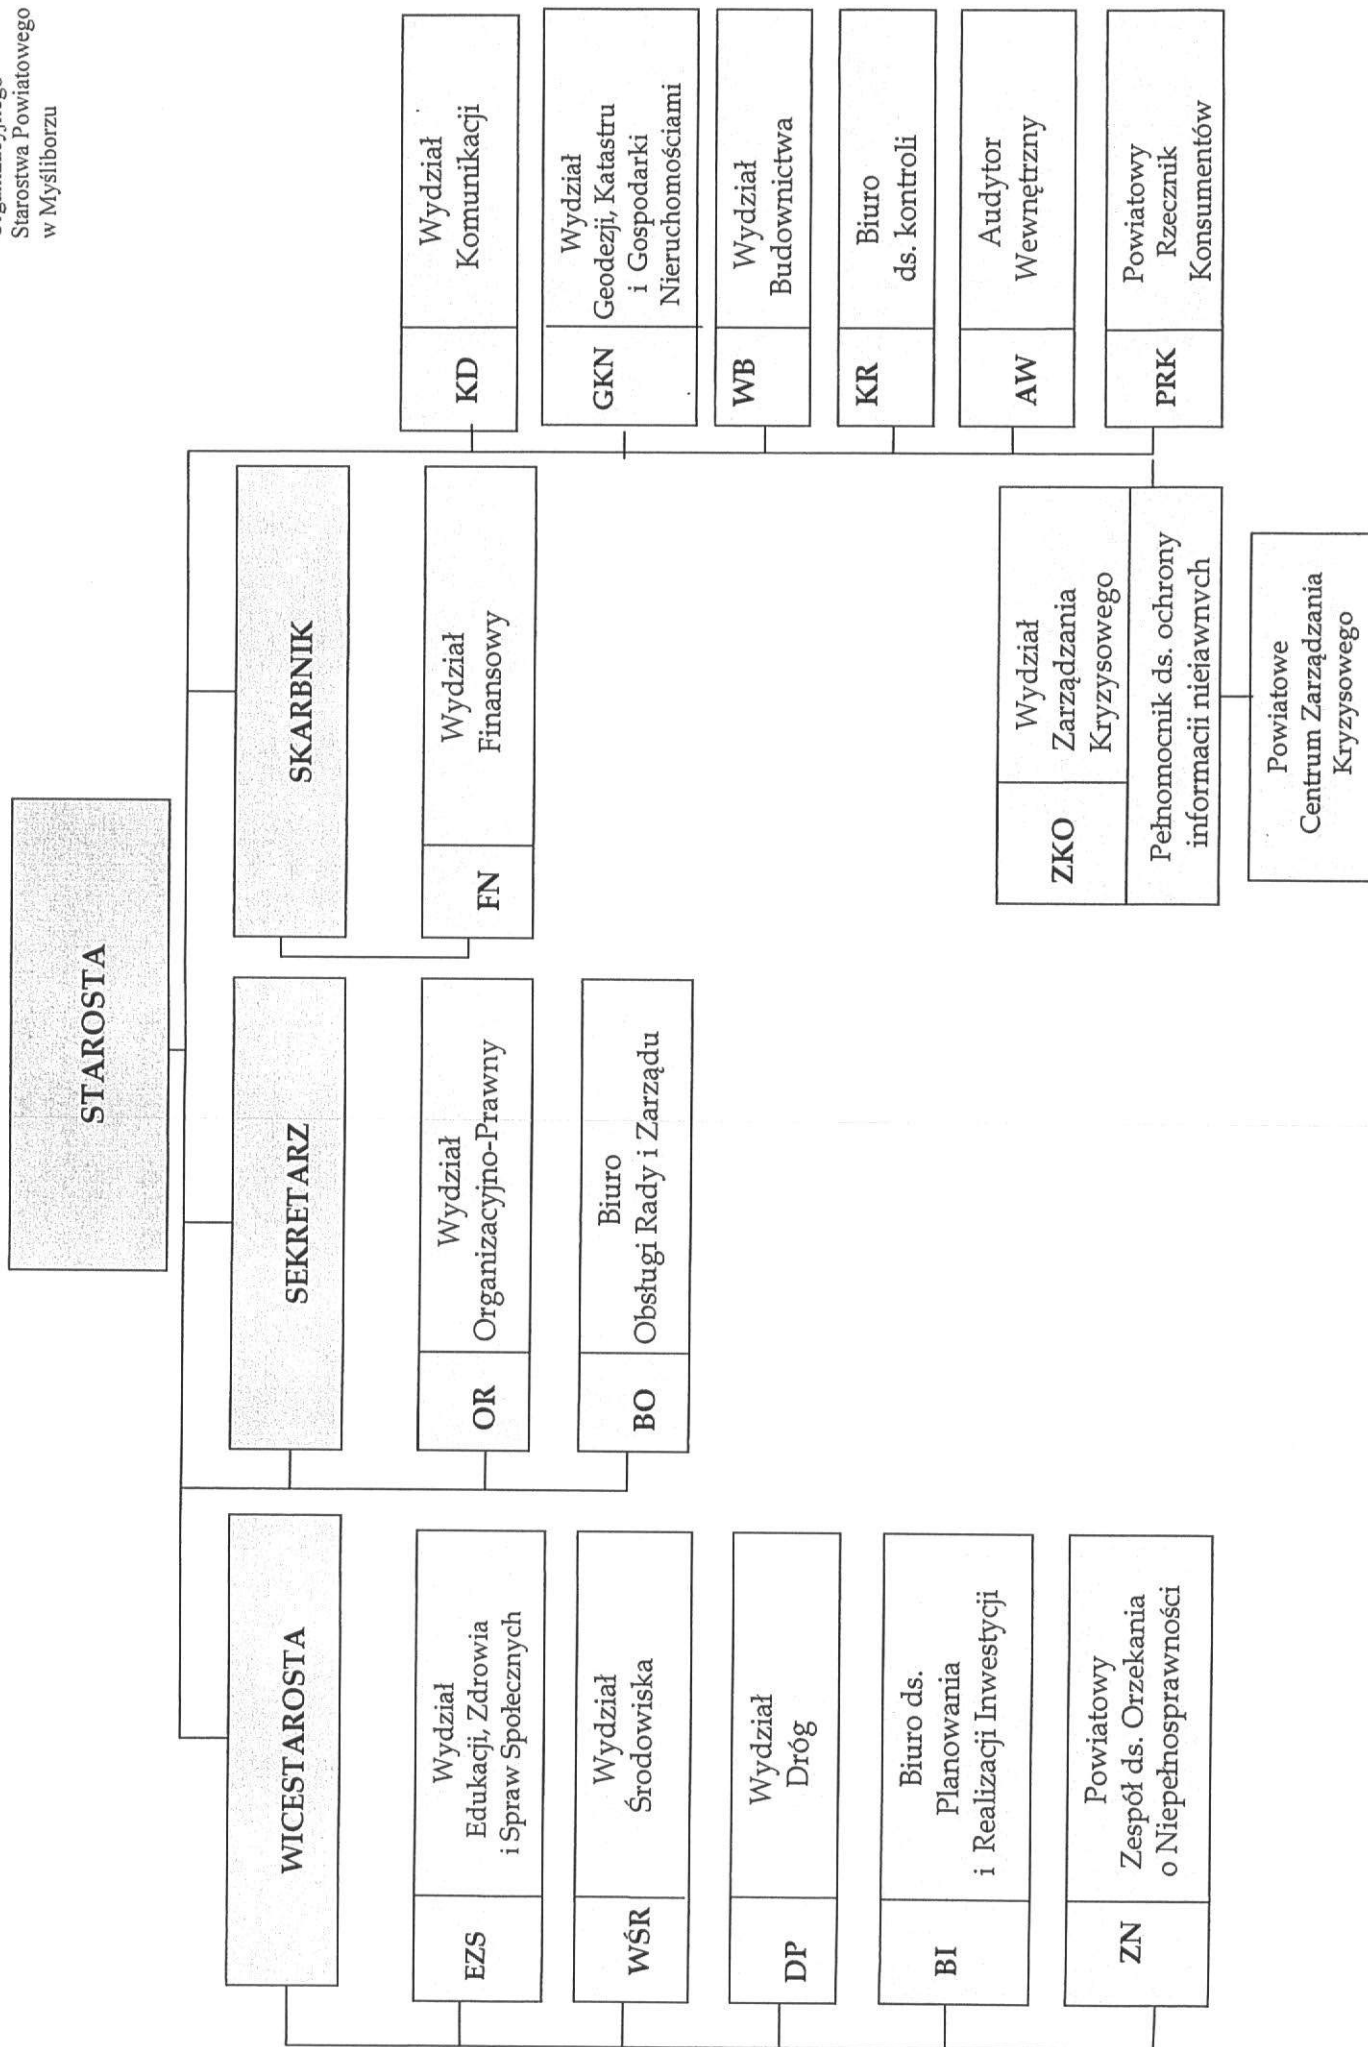 Starostwa Powiatowego
w Myśliborzu
STAROSTA
WICESTAROSTA
SEKRETARZ
SKARBNIK
EZS
Wydział
Edukacji, Zdrowia
i Spraw Społecznych
WŚR
Wydział
Środowiska
DP
Wydział
Dróg
BI
Biuro ds.
Planowania
i Realizacji Inwestycji
ZN
Powiatowy
Zespół ds. Orzekania
o Niepełnosprawności
OR
Wydział
Organizacyjno-Prawny
BO
Biuro
Obsługi Rady i Zarządu
FN
Wydział
Finansowy
ZKO
Wydział
Zarządzania
Kryzysowego
Pełnomocnik ds. ochrony
informacii niejawnych
Powiatowe
Centrum Zarządzania
Kryzysowego
KD
Wydział
Komunikacji
GKN
Wydział
Geodezji, Katastru
i Gospodarki
Nieruchomościami
WB
Wydział
Budownictwa
KR
Biuro
ds. kontroli
AW
Audytor
Wewnętrzny
PRK
Powiatowy
Rzecznik
Konsumentów